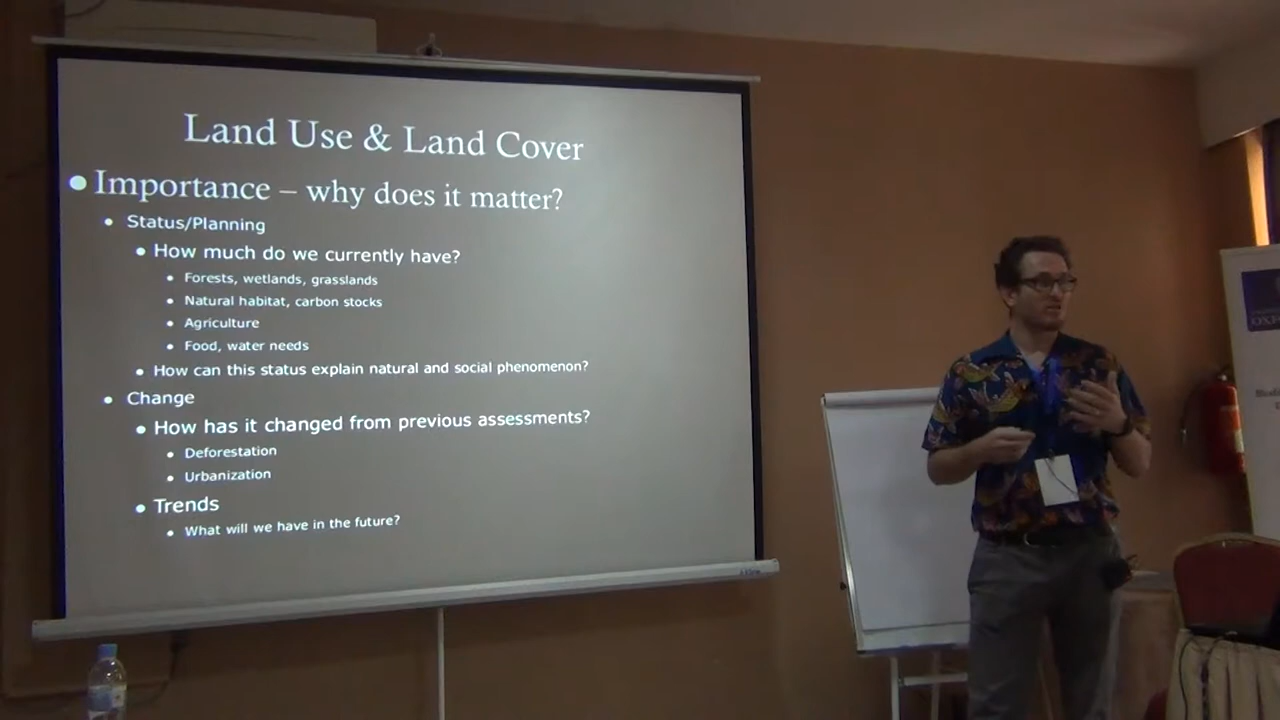 Land Use & Land Cover
Importance – why does it matter?
Status/Planning
How much do we currently have?
Forests, wetlands, grasslands
Natural habitat, carbon stocks
Agriculture
Food, water needs
How can this status explain natural and social phenomenon?
Change
How has it changed from previous assessments?
Deforestation
Urbanization
Trends
What will we have in the future?